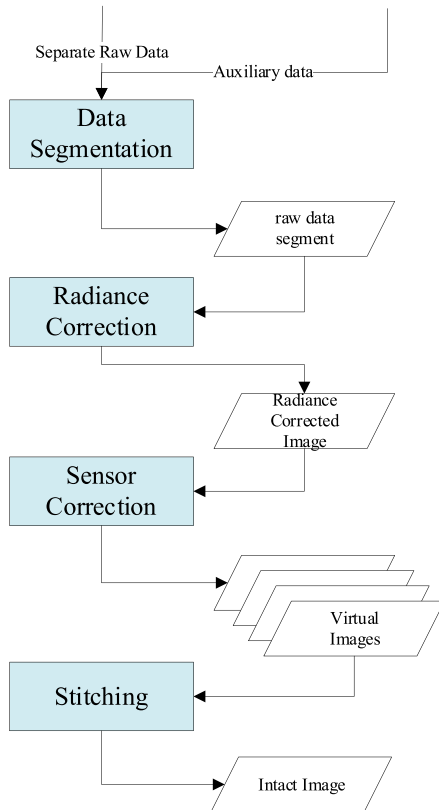 Separate Raw Data
Auxiliary data
Data
Segmentation
raw data
segment
Radiance
Correction
Radiance
Corrected
Image
Sensor
Correction
Virtual
Images
Stitching
Intact Image